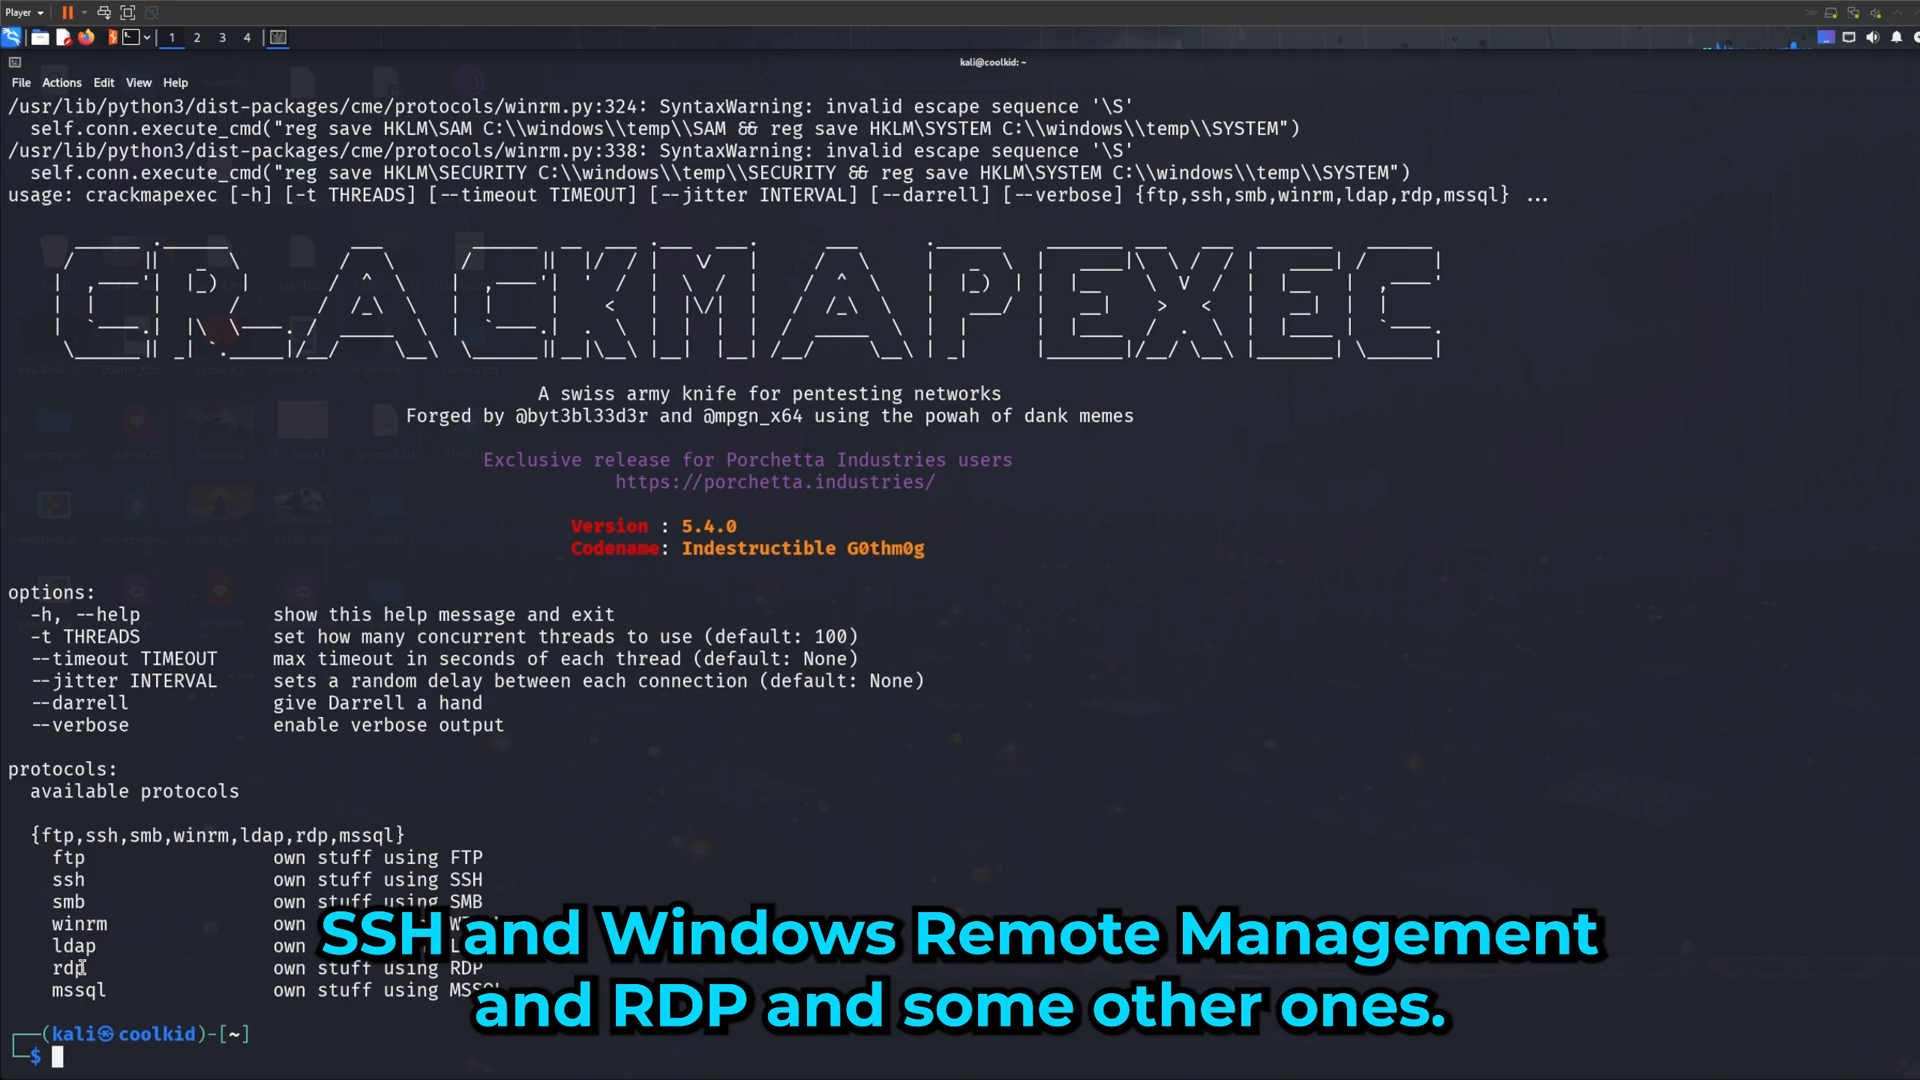 Player
1 2 3 4
kali@coolkid: ~
File Actions Edit View Help
/usr/lib/python3/dist-packages/cme/protocols/winrm.py:324: SyntaxWarning: invalid escape sequence '\S'
self.conn.execute_cmd("reg save HKLM\SAM C:\\windows\\temp\\SAM && reg save HKLM\SYSTEM C:\\windows\\temp\\SYSTEM")
/usr/lib/python3/dist-packages/cme/protocols/winrm.py:338: SyntaxWarning: invalid escape sequence '\S'
self.conn.execute_cmd("reg save HKLM\SECURITY C:\\windows\\temp\\SECURITY && reg save HKLM\SYSTEM C:\\windows\\temp\\SYSTEM")
usage: crackmapexec [-h] [-t THREADS] [--timeout TIMEOUT] [--jitter INTERVAL] [--darrell] [--verbose] {ftp,ssh,smb,winrm,ldap,rdp,mssql} ...
CRACKMAPEXEC
A swiss army knife for pentesting networks
Forged by @byt3bl33d3r and @mpgn_x64 using the powah of dank memes
Exclusive release for Porchetta Industries users
https://porchetta.industries/
Version : 5.4.0
Codename: Indestructible G0thm0g
options:
-h, --help show this help message and exit
-t THREADS set how many concurrent threads to use (default: 100)
--timeout TIMEOUT max timeout in seconds of each thread (default: None)
--jitter INTERVAL sets a random delay between each connection (default: None)
--darrell give Darrell a hand
--verbose enable verbose output
protocols:
available protocols
{ftp,ssh,smb,winrm,ldap,rdp,mssql}
ftp own stuff using FTP
ssh own stuff using SSH
smb own stuff using SMB
winrm own
ldap own
rdp own stuff using RDP
mssql own stuff using MSSQL
SSH and Windows Remote Management
and RDP and some other ones.
(kali㉿coolkid)-[~]
$